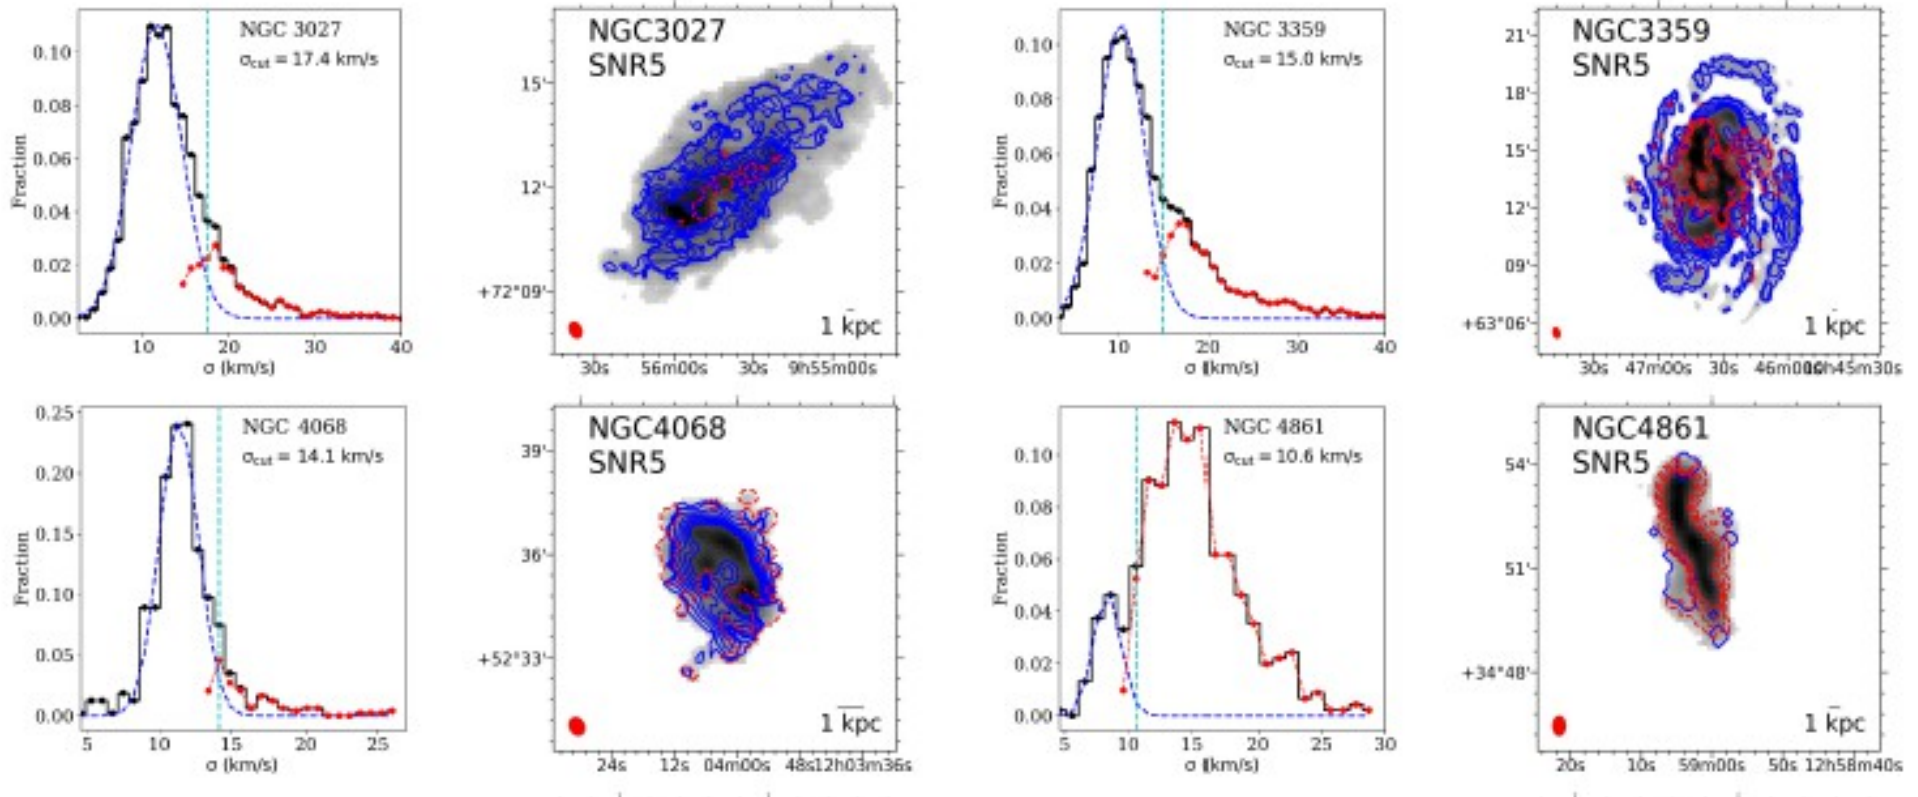 NGC 3027
σcut = 17.4 km/s
0.10
0.08
0.06
0.04
0.02
0.00
Fraction
10 20 30 40
σ (km/s)
NGC3027
SNR5
15'
12'
+72°09'
1 kpc
30s 56m00s 30s 9h55m00s
NGC 3359
σcut = 15.0 km/s
0.10
0.08
0.06
0.04
0.02
0.00
Fraction
10 20 30 40
σ (km/s)
NGC3359
SNR5
21'
18'
15'
12'
09'
+63°06'
1 kpc
30s 47m00s 30s 46m00s 10h45m30s
NGC 4068
σcut = 14.1 km/s
0.25
0.20
0.15
0.10
0.05
0.00
Fraction
5 10 15 20 25
σ (km/s)
NGC4068
SNR5
39'
36'
+52°33'
1 kpc
24s 12s 04m00s 48s 12h03m36s
NGC 4861
σcut = 10.6 km/s
0.10
0.08
0.06
0.04
0.02
0.00
Fraction
5 10 15 20 25 30
σ (km/s)
NGC4861
SNR5
54'
51'
+34°48'
1 kpc
20s 10s 59m00s 50s 12h58m40s